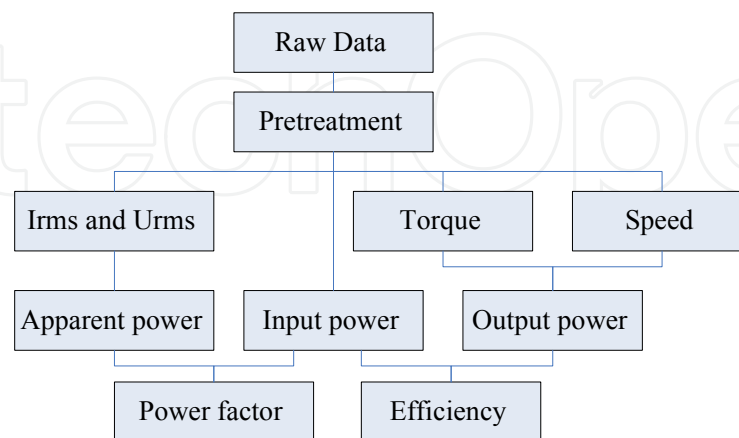 Raw Data
Pretreatment
Irms and Urms
Torque
Speed
Apparent power
Input power
Output power
Power factor
Efficiency